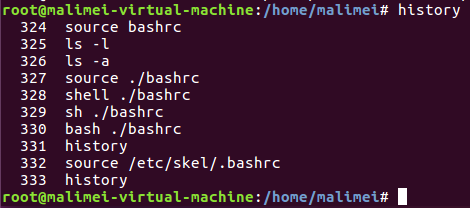 root@malimei-virtual-machine:/home/malimei# history
324 source bashrc
325 ls -l
326 ls -a
327 source ./bashrc
328 shell ./bashrc
329 sh ./bashrc
330 bash ./bashrc
331 history
332 source /etc/skel/.bashrc
333 history
root@malimei-virtual-machine:/home/malimei#